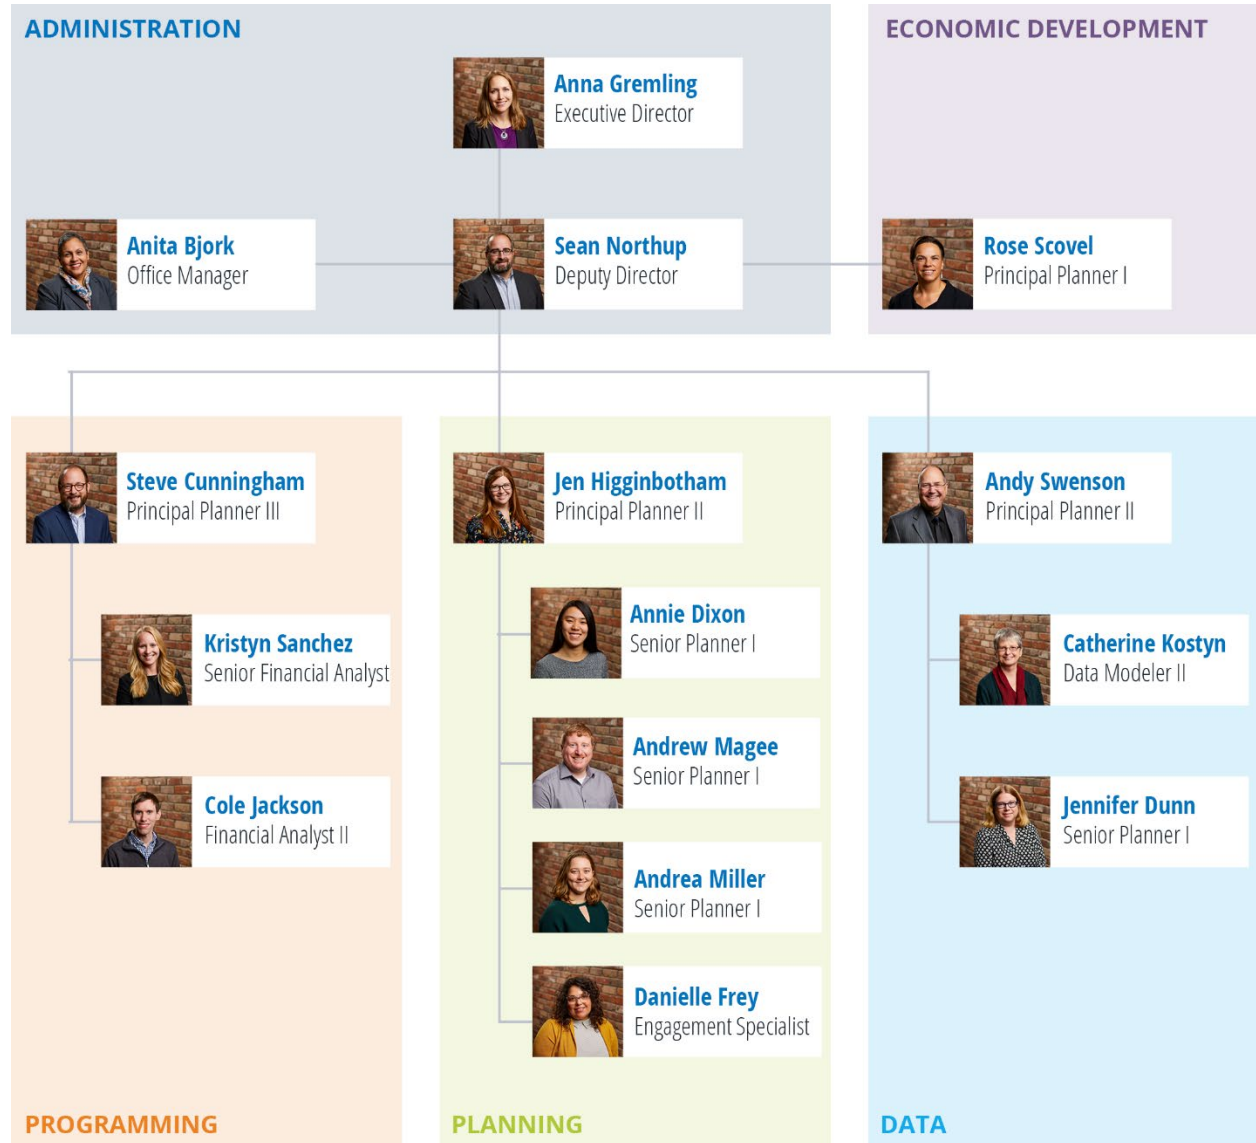 ADMINISTRATION
ECONOMIC DEVELOPMENT
Anna Gremling
Executive Director
Anita Bjork
Office Manager
Sean Northup
Deputy Director
Rose Scovel
Principal Planner I
Steve Cunningham
Principal Planner III
Jen Higginbotham
Principal Planner II
Andy Swenson
Principal Planner II
Kristyn Sanchez
Senior Financial Analyst
Cole Jackson
Financial Analyst II
Annie Dixon
Senior Planner I
Andrew Magee
Senior Planner I
Andrea Miller
Senior Planner I
Danielle Frey
Engagement Specialist
Catherine Kostyn
Data Modeler II
Jennifer Dunn
Senior Planner I
PROGRAMMING
PLANNING
DATA